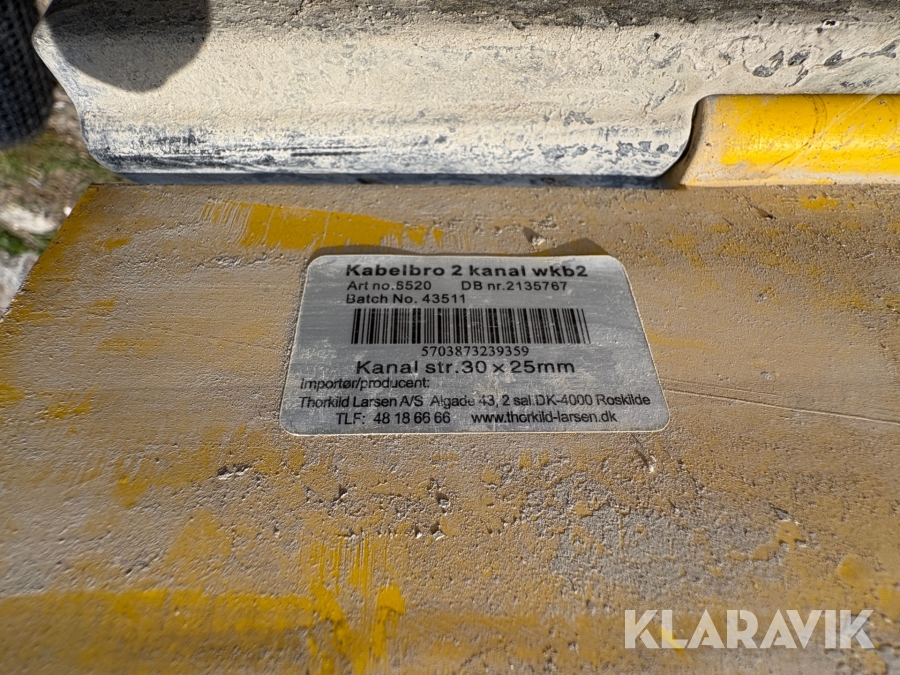 Kabelbro 2 kanal wkb2
Art no.8520 DB nr.2135767
Batch No. 43511
5703873239359
Kanal str.30 x 25mm
Importør/producent:
Thorkild Larsen A/S Algade 43, 2 sal DK-4000 Roskilde
TLF: 48 18 66 66 www.thorkild-larsen.dk
KLARAVIK